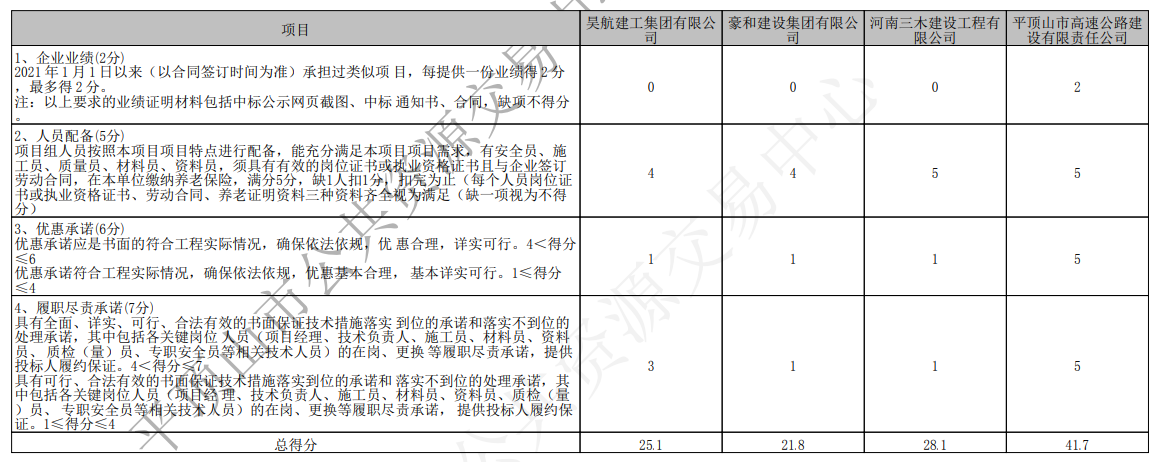 项目
昊航建工集团有限公
司
豪和建设集团有限公
司
河南三木建设工程有
限公司
平顶山市高速公路建
设有限责任公司
1、企业业绩(2分)
2021年1月1日以来（以合同签订时间为准）承担过类似项 目，每提供一份业绩得2分
，最多得2分。
注：以上要求的业绩证明材料包括中标公示网页截图、中标 通知书、合同，缺项不得分
。
0
0
0
2
2、人员配备(5分)
项目组人员按照本项目项目特点进行配备，能充分满足本项目项目需求，有安全员、施
工员、质量员、材料员、资料员，须具有有效的岗位证书或执业资格证书且与企业签订
劳动合同，在本单位缴纳养老保险，满分5分，缺1人扣1分，扣完为止（每个人员岗位证
书或执业资格证书、劳动合同、养老证明资料三种资料齐全视为满足（缺一项视为不得
分）
4
4
5
5
3、优惠承诺(6分)
优惠承诺应是书面的符合工程实际情况，确保依法依规，优 惠合理，详实可行。4＜得分
≤6
优惠承诺符合工程实际情况，确保依法依规，优惠基本合理， 基本详实可行。1≤得分
≤4
1
1
1
5
4、履职尽责承诺(7分)
具有全面、详实、可行、合法有效的书面保证技术措施落实 到位的承诺和落实不到位的
处理承诺，其中包括各关键岗位 人员（项目经理、技术负责人、施工员、材料员、资料
员、 质检（量）员、专职安全员等相关技术人员）的在岗、更换 等履职尽责承诺，提供
投标人履约保证。4＜得分≤7
具有可行、合法有效的书面保证技术措施落实到位的承诺和 落实不到位的处理承诺，其
中包括各关键岗位人员（项目经 理、技术负责人、施工员、材料员、资料员、质检（量
）员、 专职安全员等相关技术人员）的在岗、更换等履职尽责承诺， 提供投标人履约保
证。1≤得分≤4
3
1
1
5
总得分
25.1
21.8
28.1
41.7
平顶山市公共资源交易中
公共资源交易中心